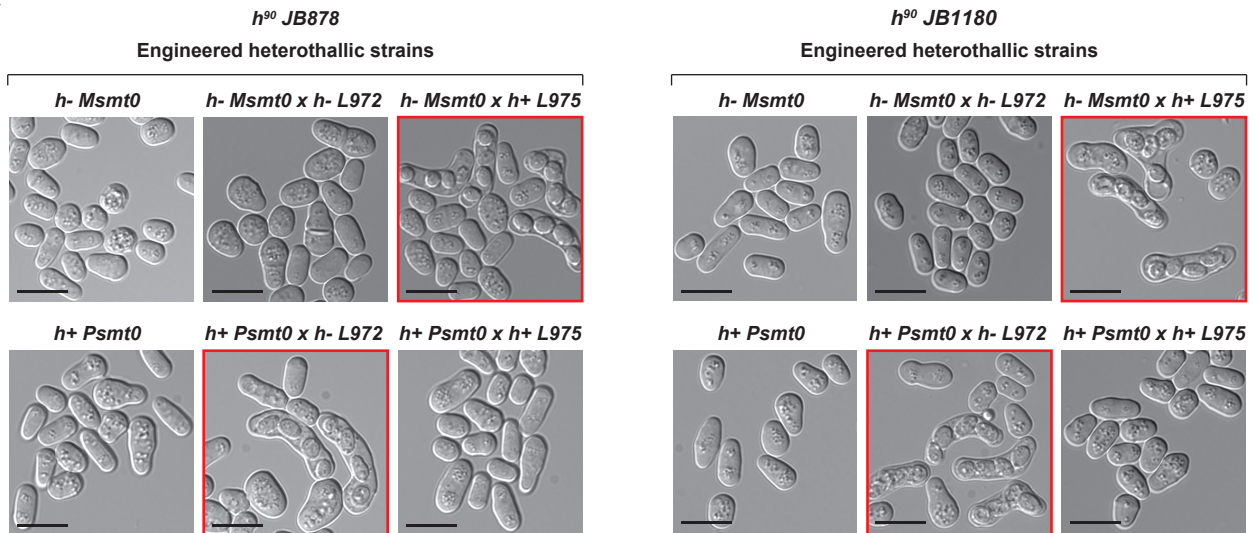 h⁹⁰ JB878
Engineered heterothallic strains
h- Msmt0
h- Msmt0 x h- L972
h- Msmt0 x h+ L975
h+ Psmt0
h+ Psmt0 x h- L972
h+ Psmt0 x h+ L975
h⁹⁰ JB1180
Engineered heterothallic strains
h- Msmt0
h- Msmt0 x h- L972
h- Msmt0 x h+ L975
h+ Psmt0
h+ Psmt0 x h- L972
h+ Psmt0 x h+ L975